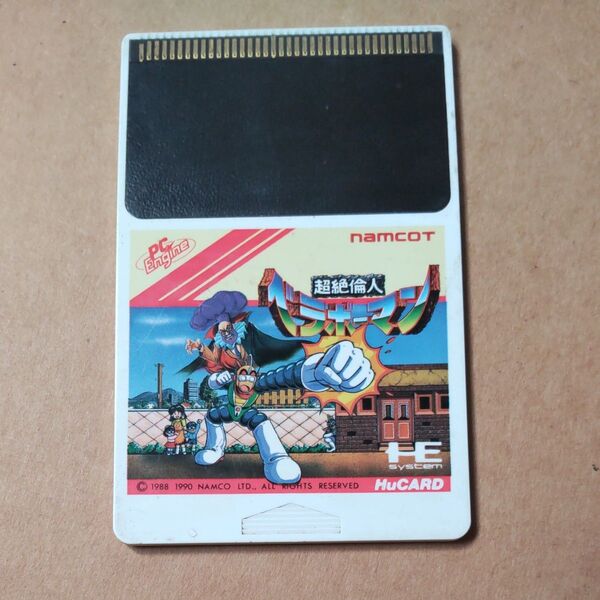 PC Engine
namcoT
超絶倫人
ベラボーマン
HE
system
© 1988 1990 NAMCO LTD., ALL RIGHTS RESERVED
HuCARD